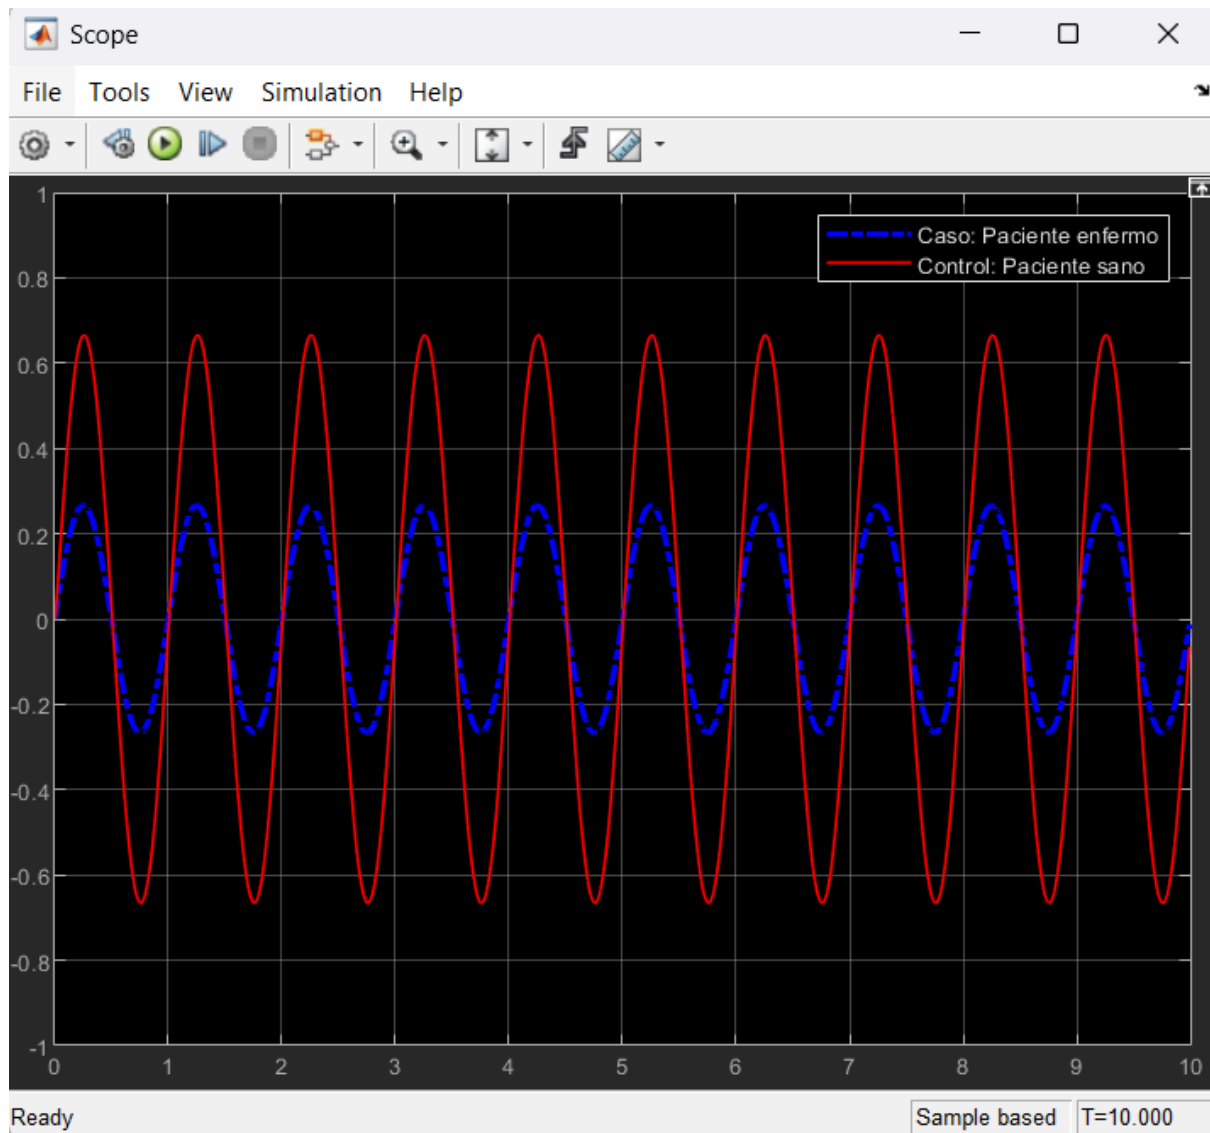 Scope
File Tools View Simulation Help
Caso: Paciente enfermo
Control: Paciente sano
1
0.8
0.6
0.4
0.2
0
-0.2
-0.4
-0.6
-0.8
-1
0 1 2 3 4 5 6 7 8 9 10
Ready Sample based T=10.000